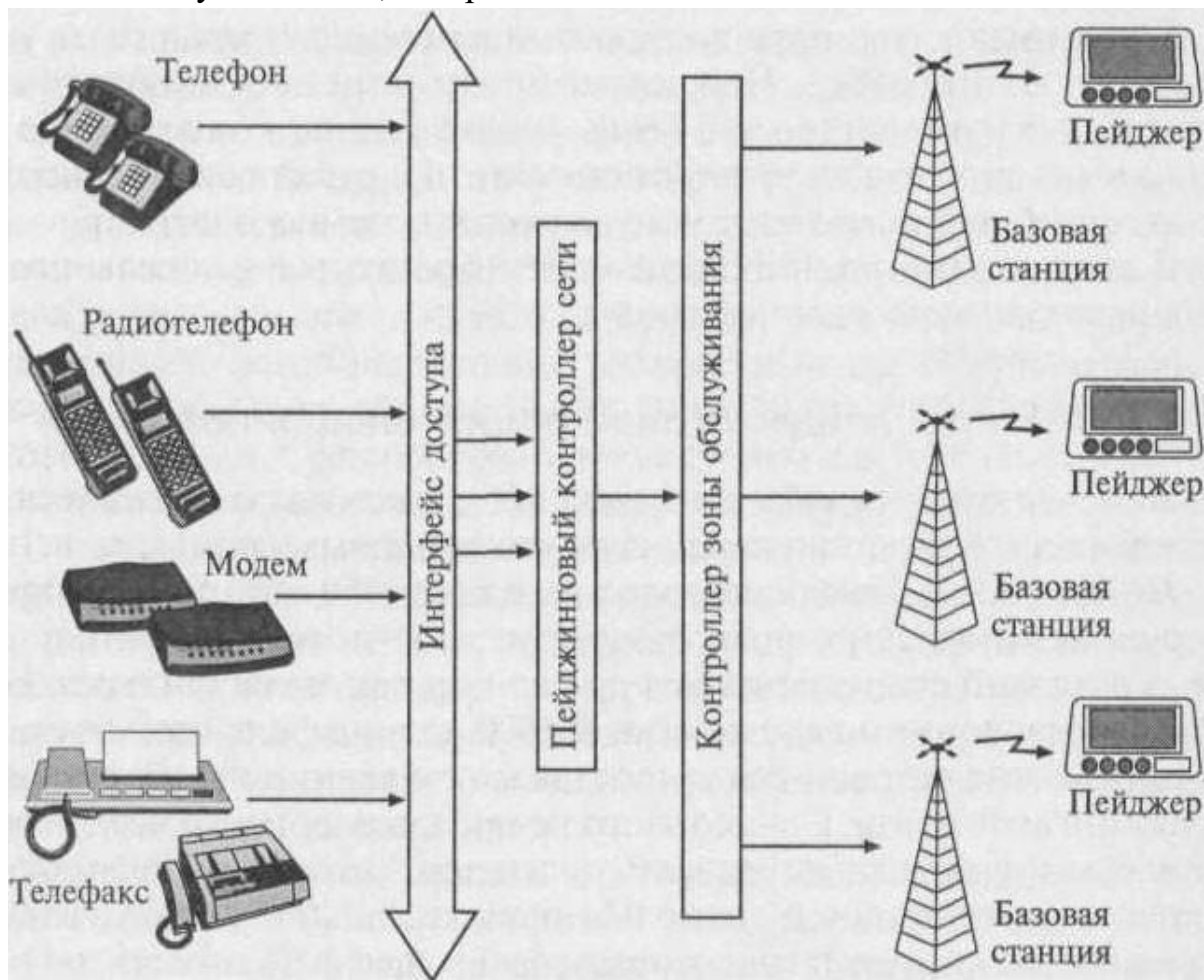 Телефон
Радиотелефон
Модем
Телефакс
Интерфейс доступа
Пейджинговый контроллер сети
Контроллер зоны обслуживания
Пейджер
Базовая
станция
Пейджер
Базовая
станция
Пейджер
Базовая
станция